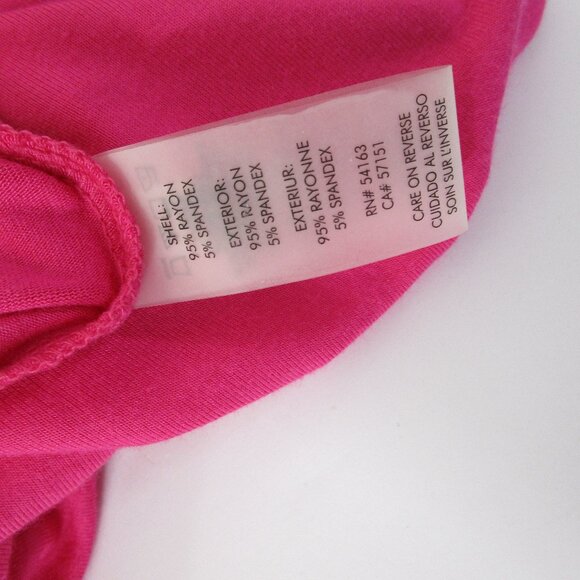 SHELL:
95% RAYON
5% SPANDEX
EXTERIOR:
95% RAYON
5% SPANDEX
EXTERIUR:
95% RAYONNE
5% SPANDEX
RN# 54163
CA# 57151
CARE ON REVERSE
CUIDADO AL REVERSO
SOIN SUR L'INVERSE